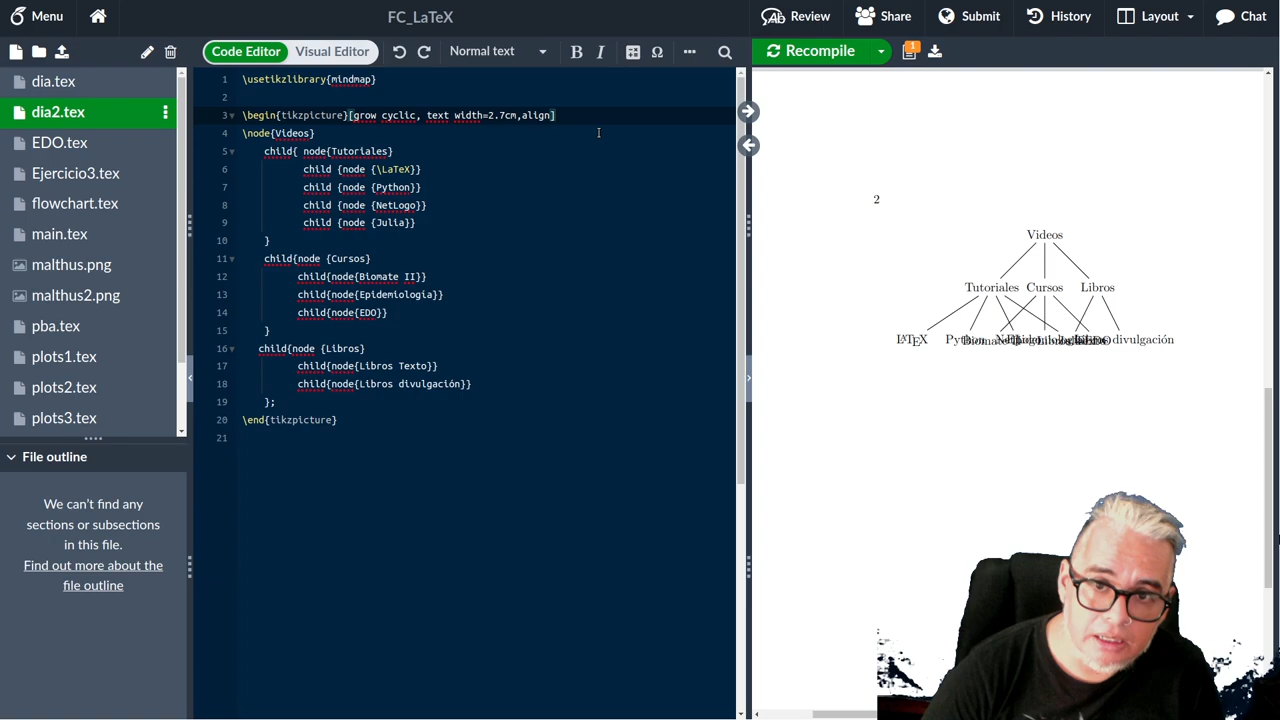 Menu
FC_LaTeX
Review
Share
Submit
History
Layout
Chat
Code Editor
Visual Editor
Normal text
B
I
Ω
Recompile
1
dia.tex
dia2.tex
EDO.tex
Ejercicio3.tex
flowchart.tex
main.tex
malthus.png
malthus2.png
pba.tex
plots1.tex
plots2.tex
plots3.tex
File outline
We can't find any
sections or subsections
in this file.
Find out more about the
file outline
1 \usetikzlibrary{mindmap}
2
3 \begin{tikzpicture}[grow cyclic, text width=2.7cm,align]
4 \node{Videos}
5 child{ node{Tutoriales}
6 child {node {\LaTeX}}
7 child {node {Python}}
8 child {node {NetLogo}}
9 child {node {Julia}}
10 }
11 child{node {Cursos}
12 child{node{Biomate II}}
13 child{node{Epidemiología}}
14 child{node{EDO}}
15 }
16 child{node {Libros}
17 child{node{Libros Texto}}
18 child{node{Libros divulgación}}
19 };
20 \end{tikzpicture}
21
2
Videos
Tutoriales Cursos Libros
LATEX Python divulgación